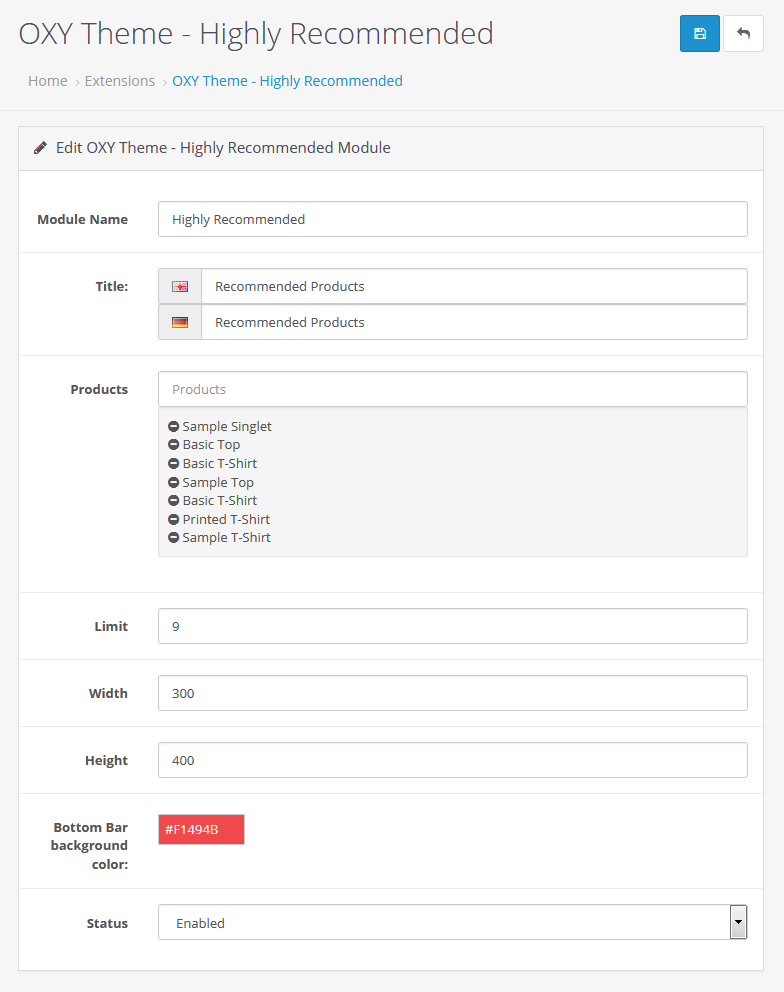 OXY Theme - Highly Recommended
Home › Extensions › OXY Theme - Highly Recommended
Edit OXY Theme - Highly Recommended Module
Module Name
Highly Recommended
Title:
Recommended Products
Recommended Products
Products
Products
Sample Singlet
Basic Top
Basic T-Shirt
Sample Top
Basic T-Shirt
Printed T-Shirt
Sample T-Shirt
Limit
9
Width
300
Height
400
Bottom Bar
background
color:
#F1494B
Status
Enabled